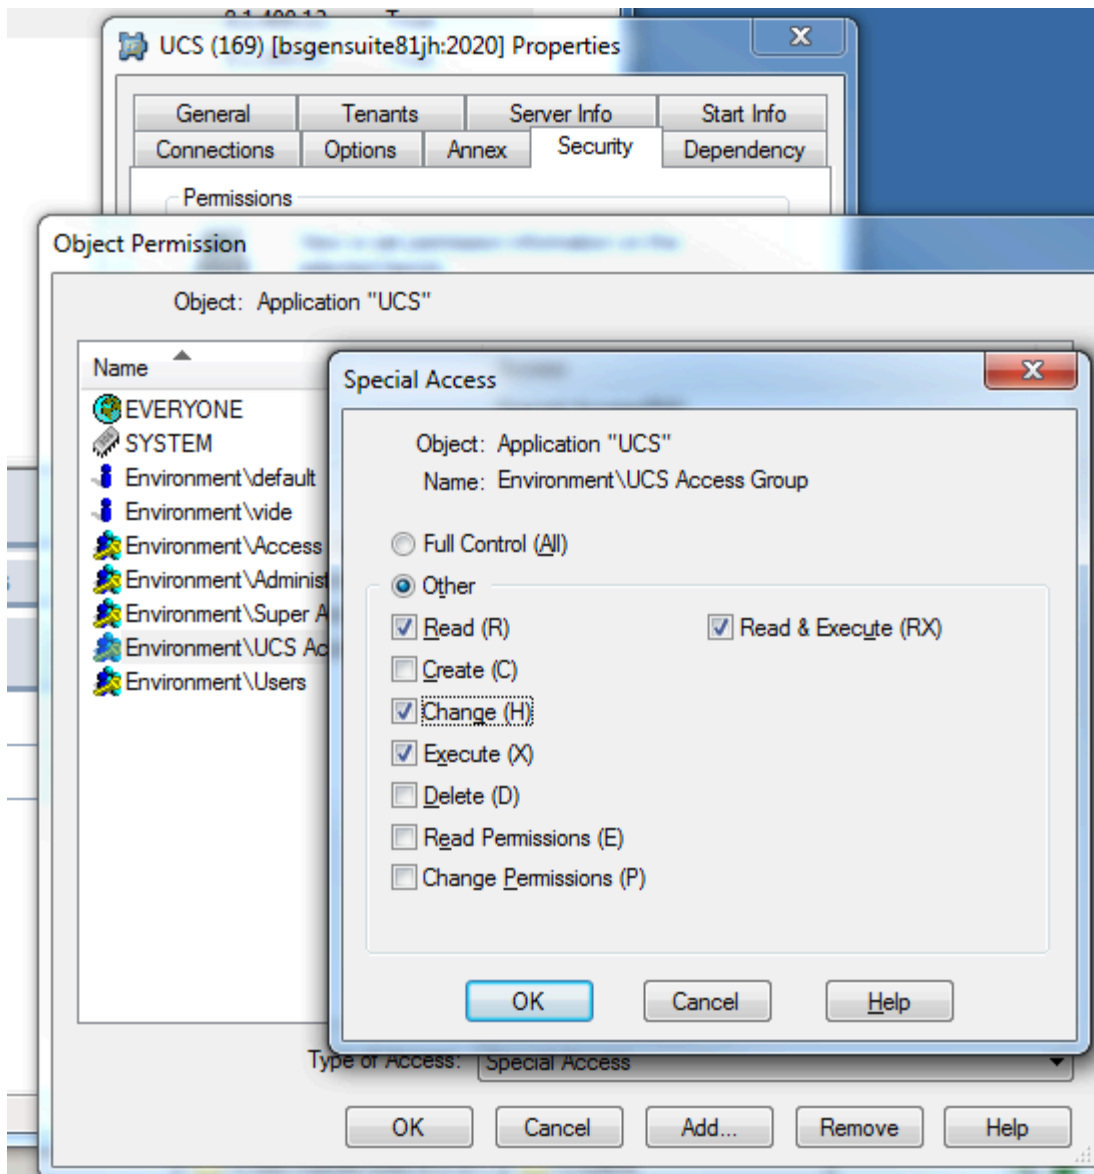 UCS (169) [bsgensuite81jh:2020] Properties
General Tenants Server Info Start Info
Connections Options Annex Security Dependency
Permissions
Object Permission
Object: Application "UCS"
Name
EVERYONE
SYSTEM
Environment\default
Environment\vide
Environment\Access
Environment\Administ
Environment\Super A
Environment\UCS Ac
Environment\Users
Special Access
Object: Application "UCS"
Name: Environment\UCS Access Group
Full Control (All)
Other
Read (R) Read & Execute (RX)
Create (C)
Change (H)
Execute (X)
Delete (D)
Read Permissions (E)
Change Permissions (P)
OK Cancel Help
Type of Access: Special Access
OK Cancel Add... Remove Help